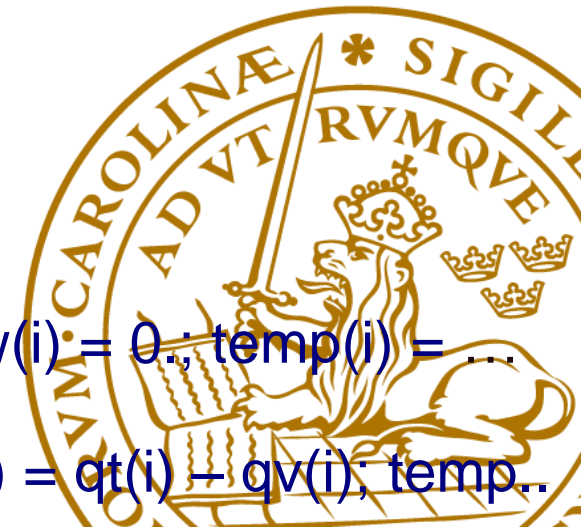 CAROLINÆ * SIGILL
AD VTRVMQVE
(i) = 0.; temp(i) = ...
) = qt(i) – qv(i); temp..